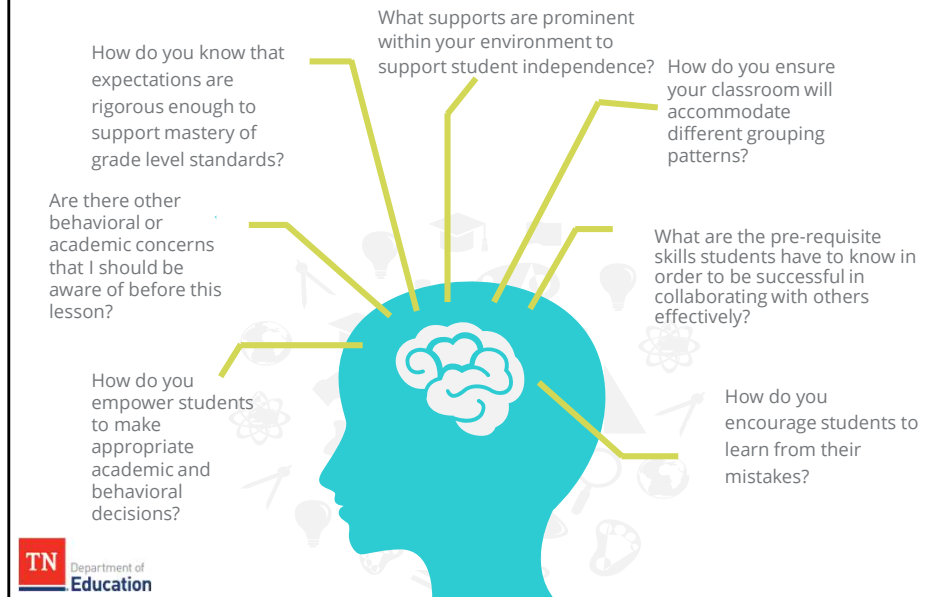 What supports are prominent
within your environment to
support student independence?
How do you know that
expectations are
rigorous enough to
support mastery of
grade level standards?
How do you ensure
your classroom will
accommodate
different grouping
patterns?
Are there other
behavioral or
academic concerns
that I should be
aware of before this
lesson?
What are the pre-requisite
skills students have to know in
order to be successful in
collaborating with others
effectively?
How do you
empower students
to make
appropriate
academic and
behavioral
decisions?
How do you
encourage students to
learn from their
mistakes?
TN
Department of
Education